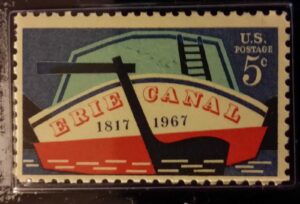 U.S.
POSTAGE
5c
ERIE CANAL
1817 1967